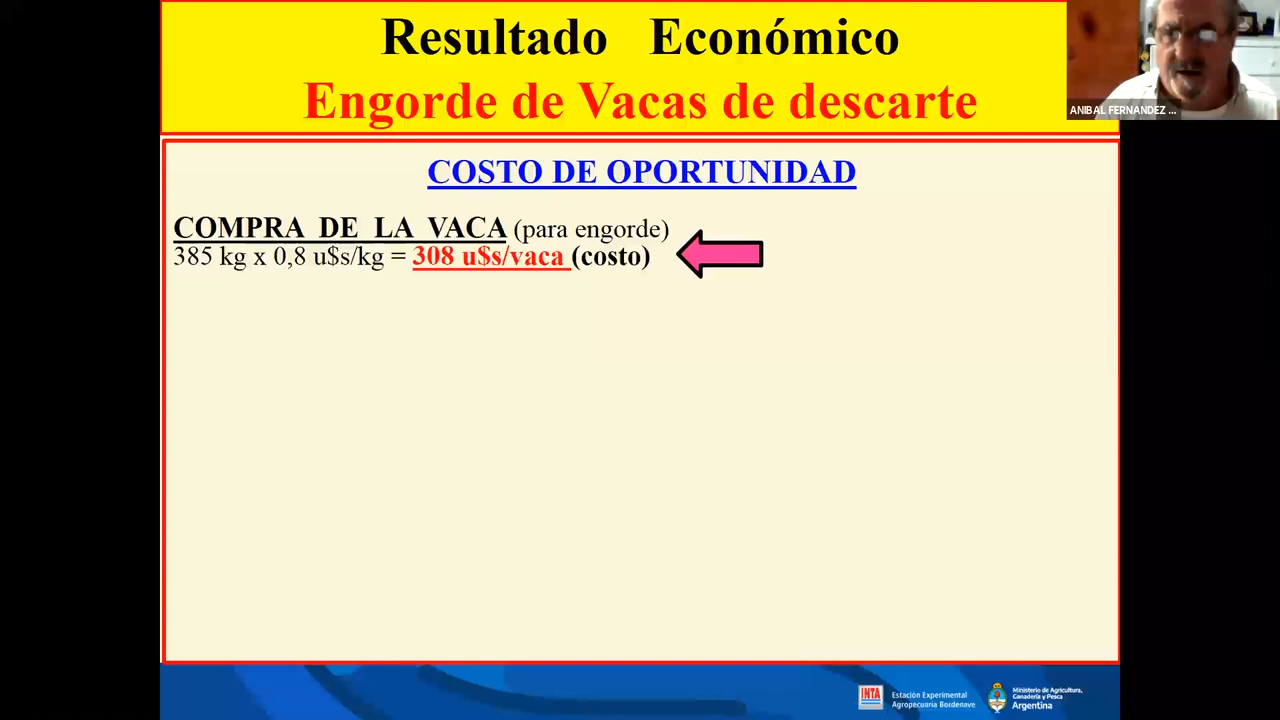 Resultado Económico
Engorde de Vacas de descarte
ANIBAL FERNANDEZ ...
COSTO DE OPORTUNIDAD
COMPRA DE LA VACA (para engorde)
385 kg x 0,8 u$s/kg = 308 u$s/vaca (costo)
INTA
Estación Experimental
Agropecuaria Bordenave
Ministerio de Agricultura,
Ganadería y Pesca
Argentina